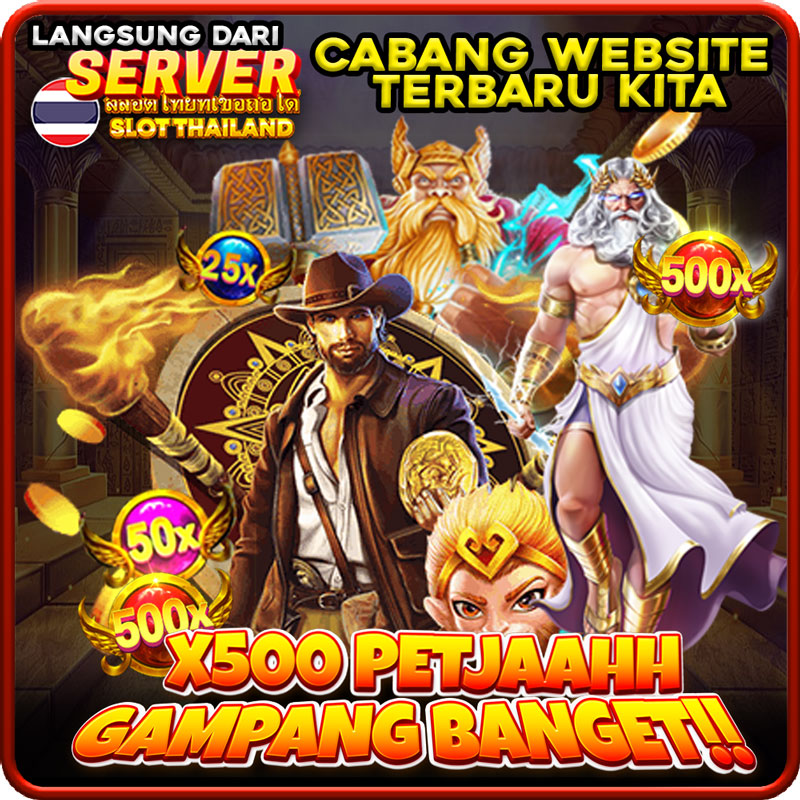 LANGSUNG DARI
SERVER
SLOT THAILAND
CABANG WEBSITE
TERBARU KITA
25x
500x
50x
500x
X500 PETJAAHH
GAMPANG BANGET!!